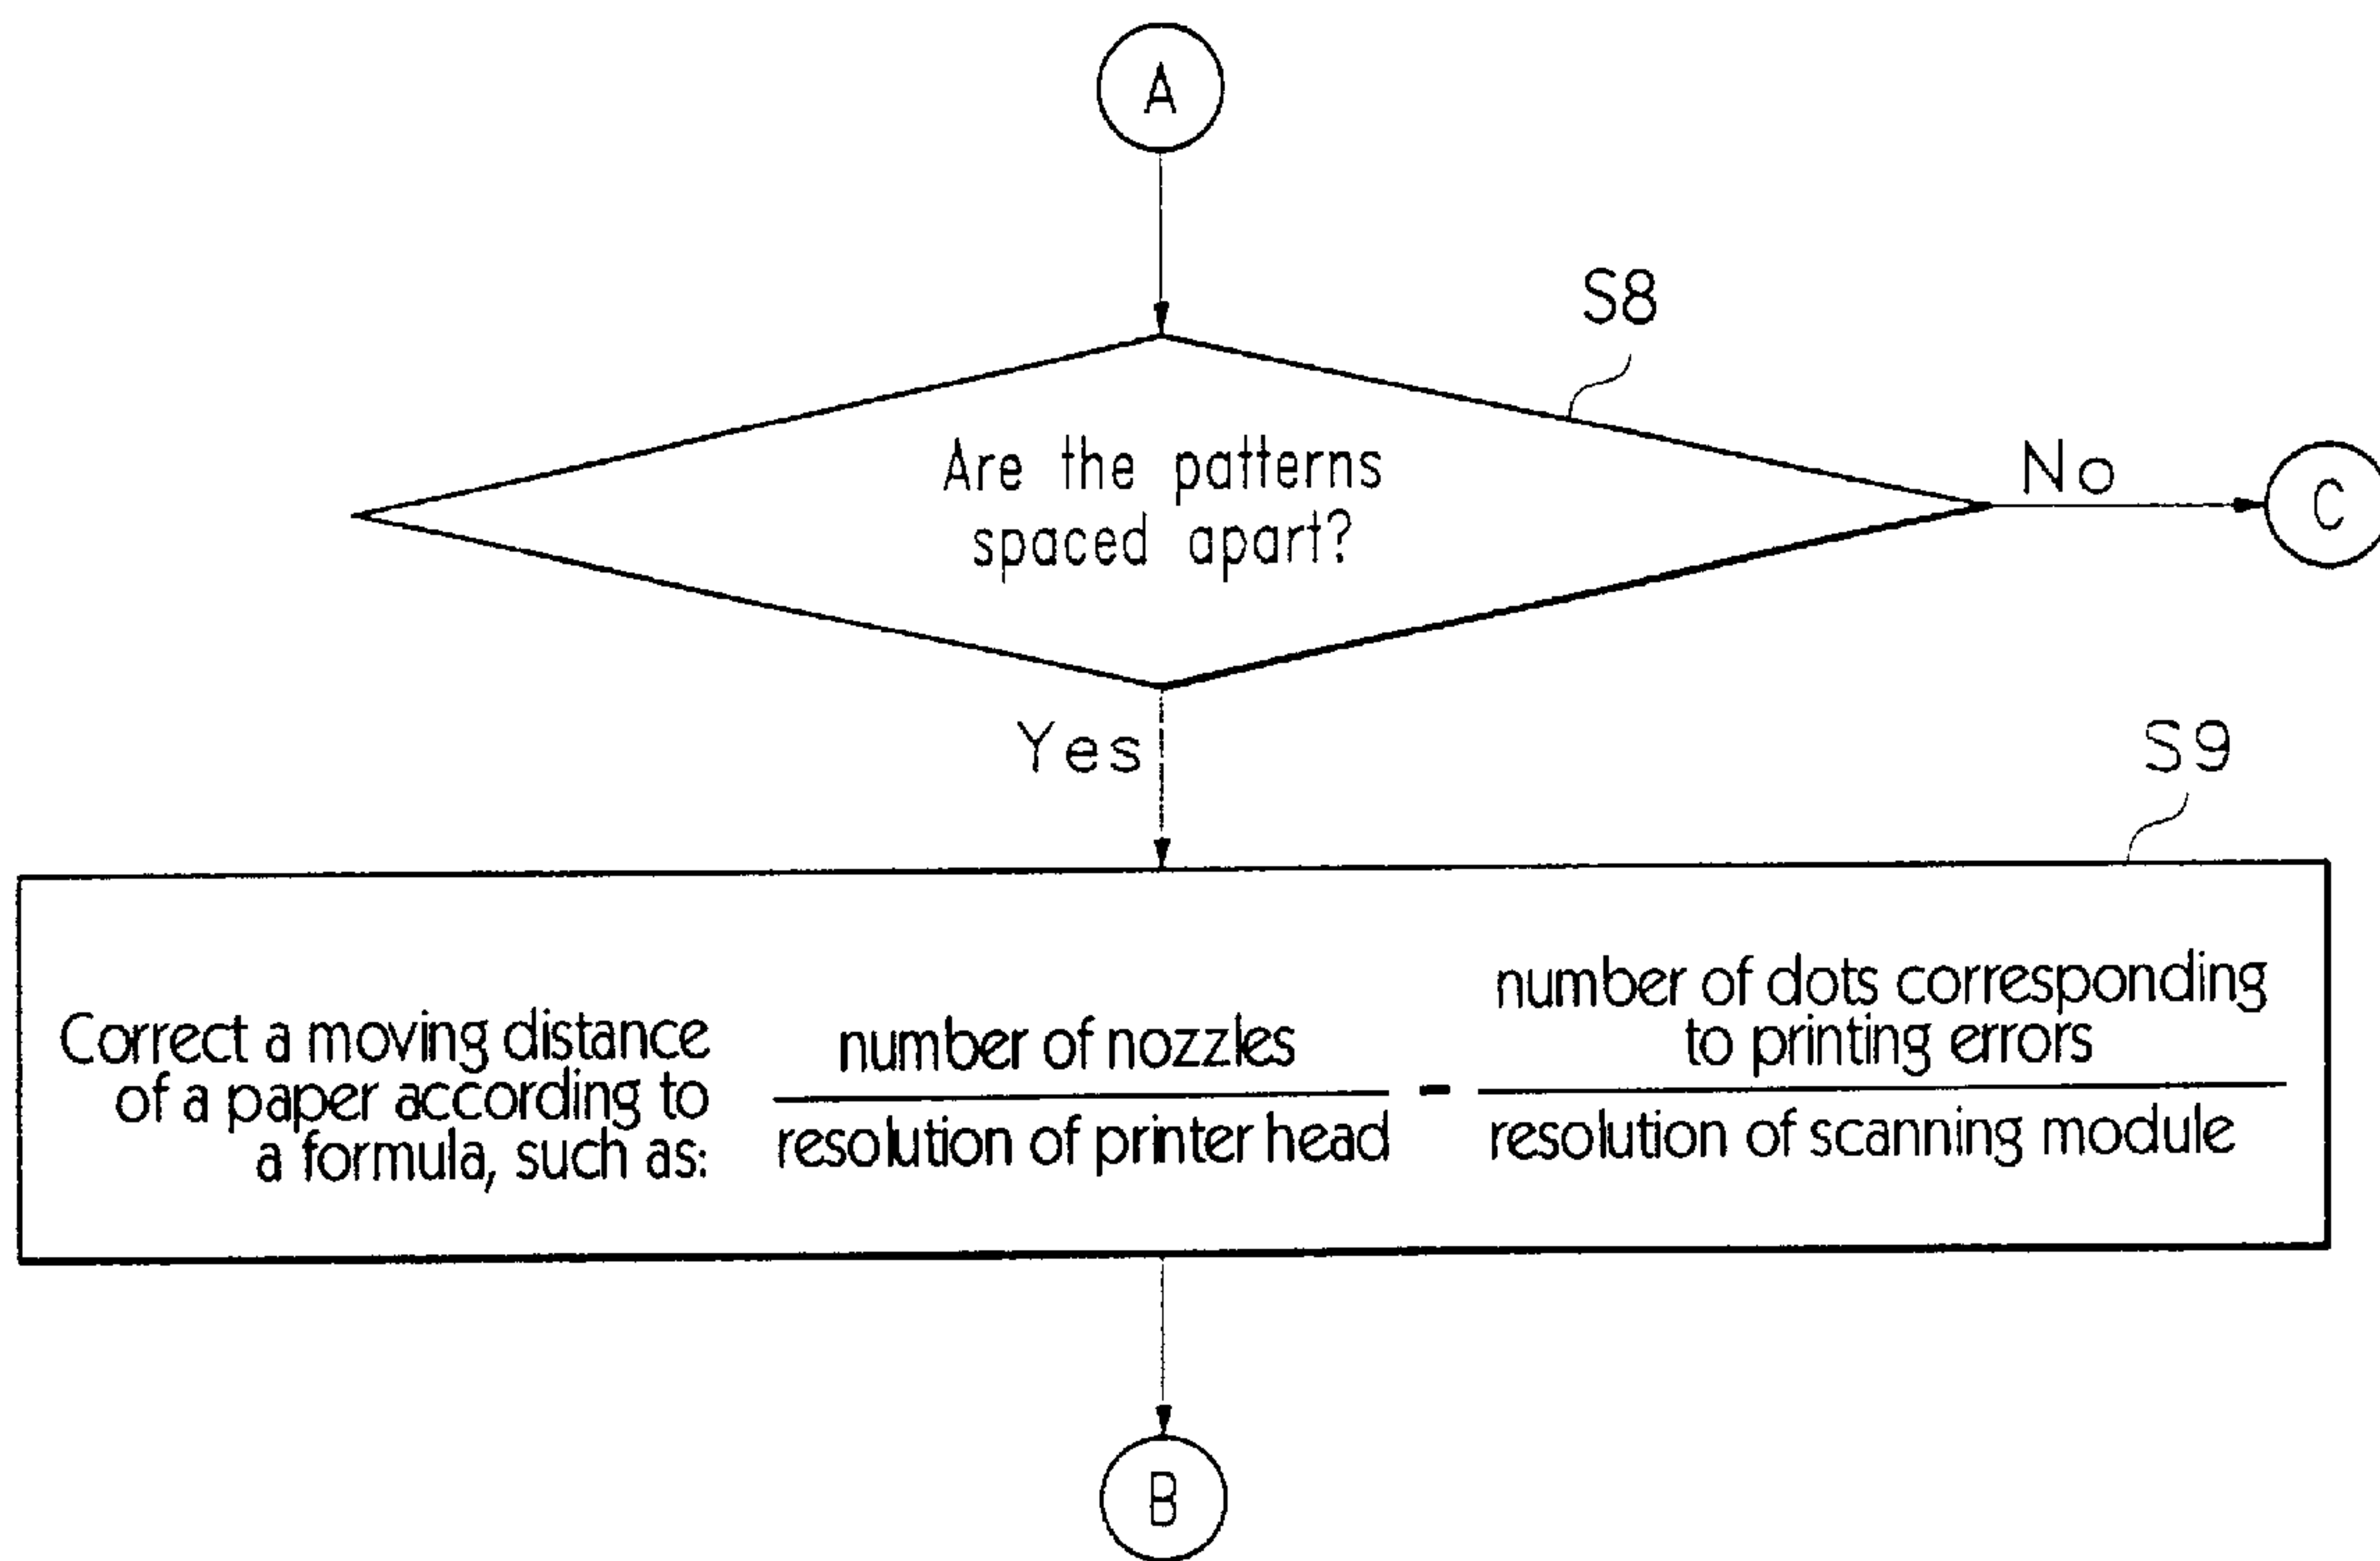 A
S8
Are the patterns
spaced apart?
No
C
Yes
S9
Correct a moving distance
of a paper according to
a formula, such as:
number of nozzles
resolution of printer head
-
number of dots corresponding
to printing errors
resolution of scanning module
B